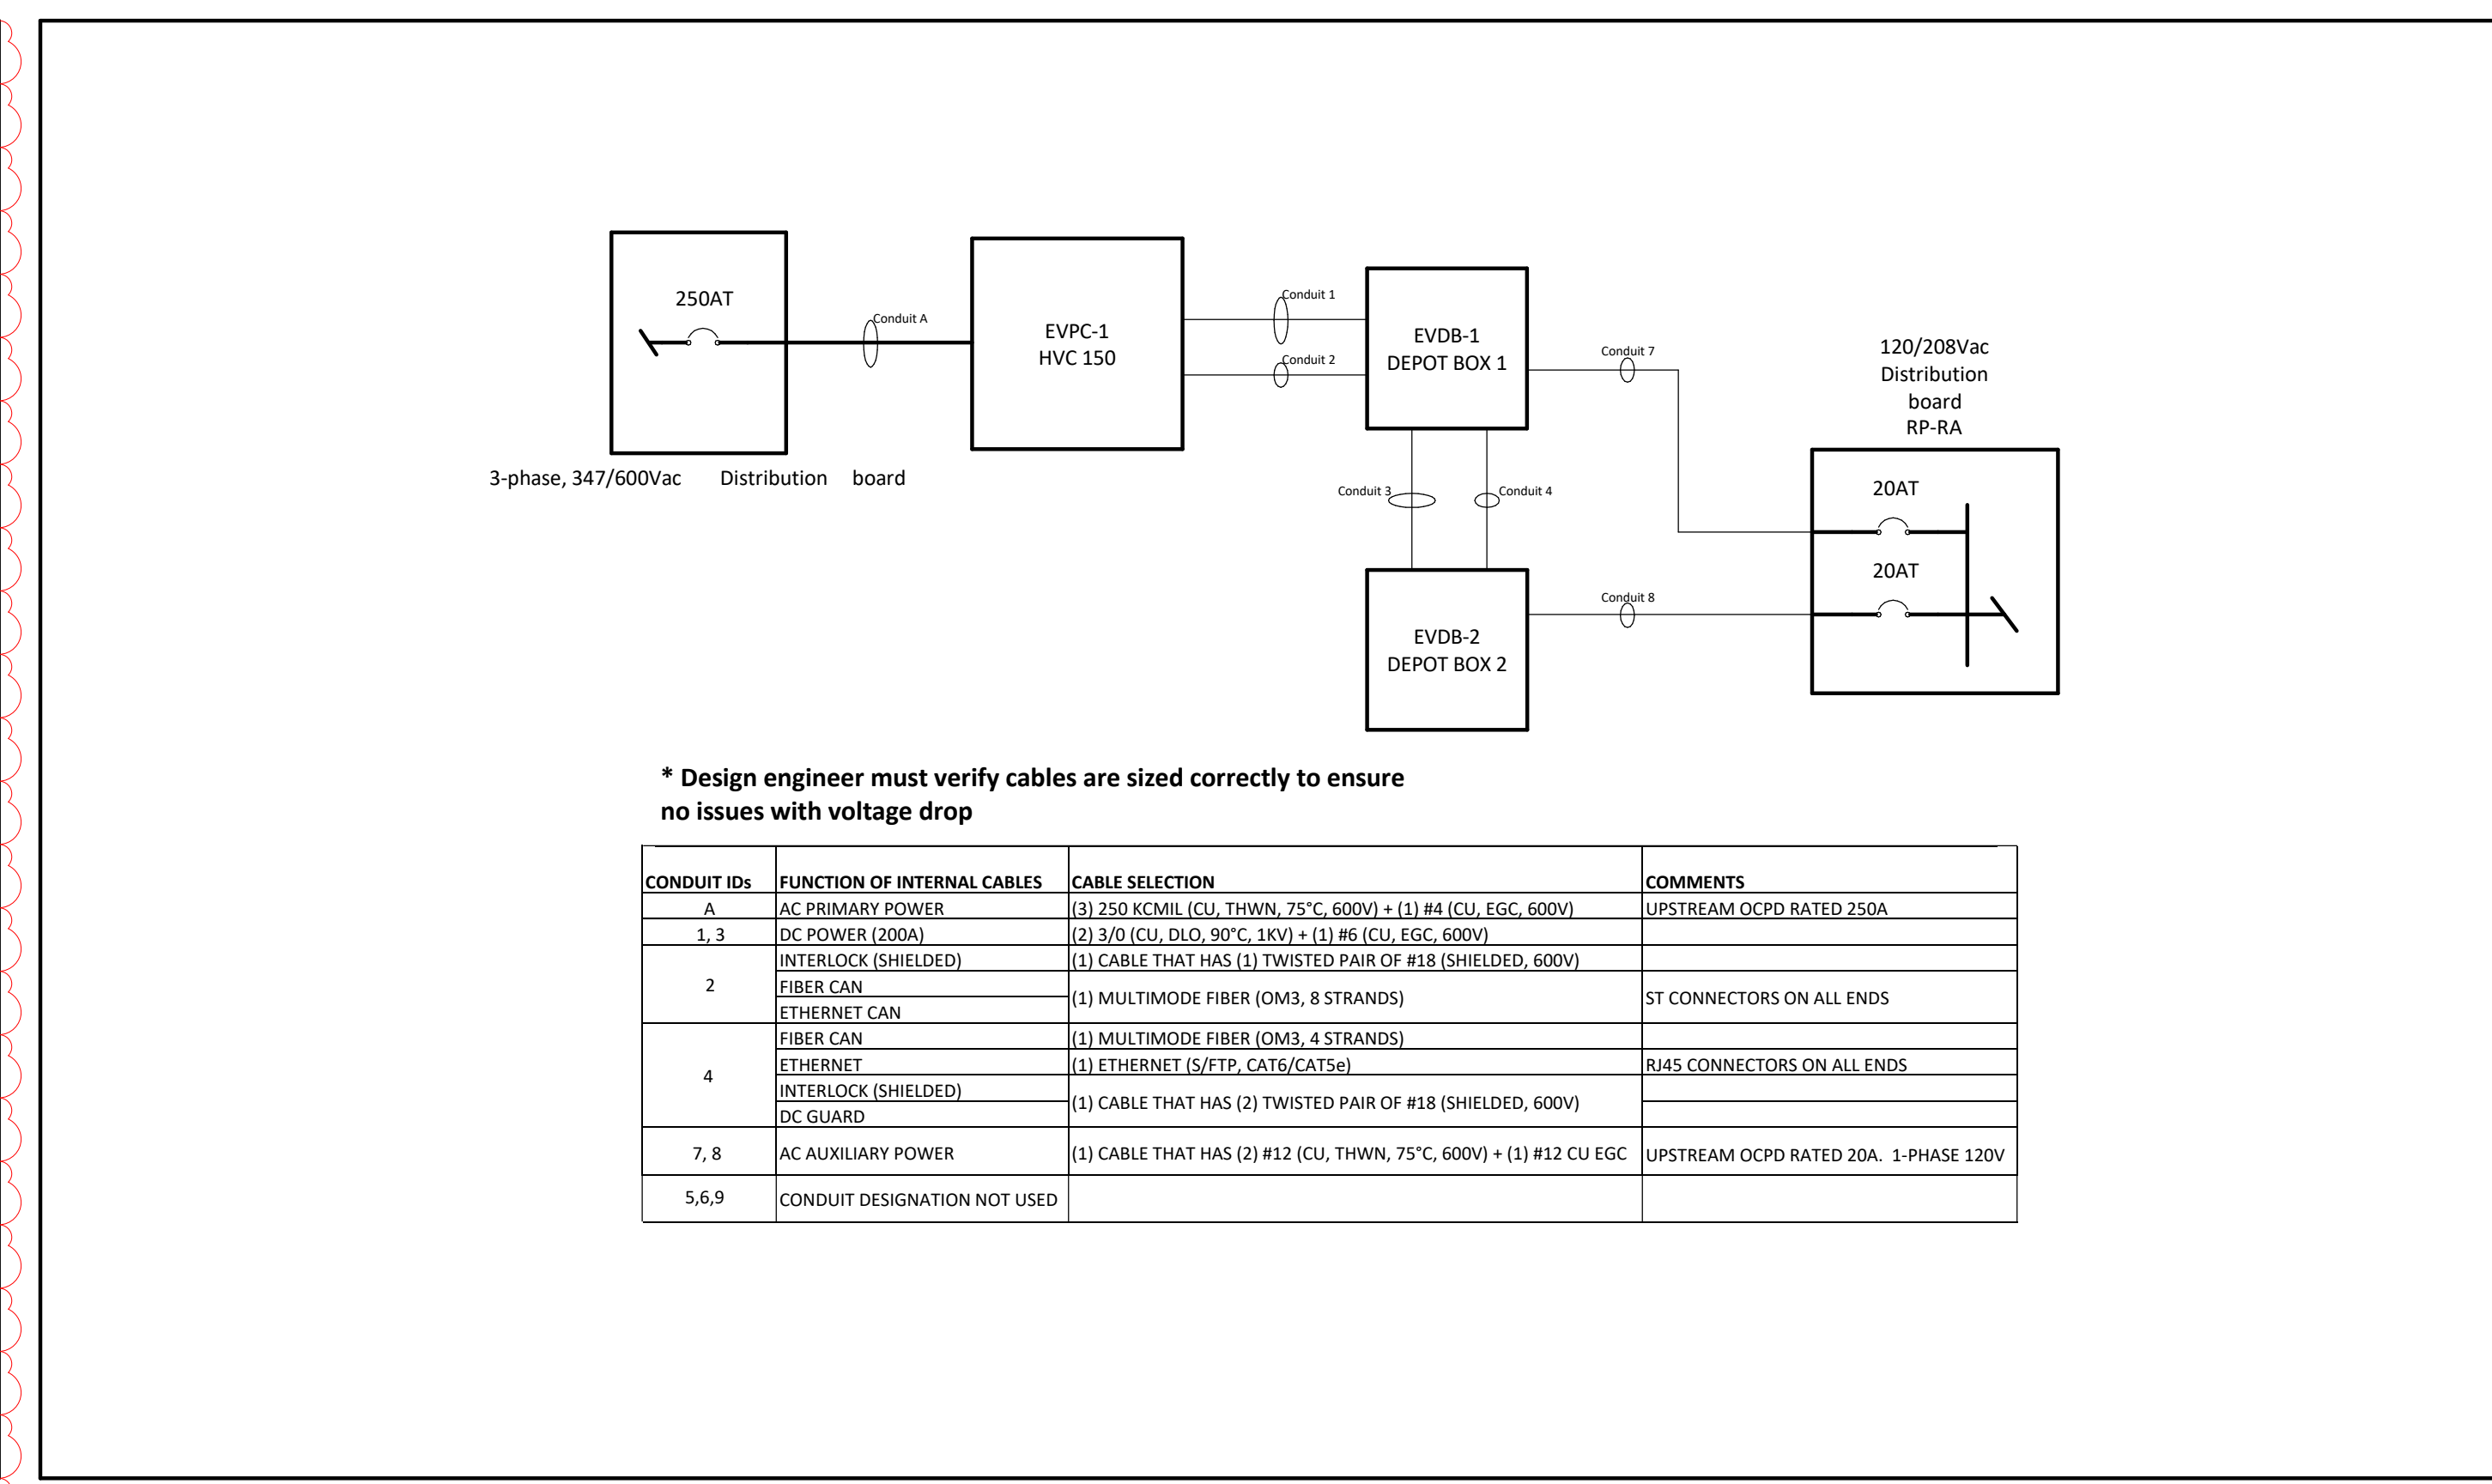 250AT
Conduit A
3-phase, 347/600Vac Distribution board
EVPC-1
HVC 150
Conduit 1
Conduit 2
EVDB-1
DEPOT BOX 1
Conduit 7
120/208Vac
Distribution
board
RP-RA
Conduit 3
Conduit 4
20AT
20AT
Conduit 8
EVDB-2
DEPOT BOX 2
* Design engineer must verify cables are sized correctly to ensure
no issues with voltage drop
CONDUIT IDs FUNCTION OF INTERNAL CABLES CABLE SELECTION COMMENTS
A AC PRIMARY POWER (3) 250 KCMIL (CU, THWN, 75°C, 600V) + (1) #4 (CU, EGC, 600V) UPSTREAM OCPD RATED 250A
1, 3 DC POWER (200A) (2) 3/0 (CU, DLO, 90°C, 1KV) + (1) #6 (CU, EGC, 600V)
INTERLOCK (SHIELDED) (1) CABLE THAT HAS (1) TWISTED PAIR OF #18 (SHIELDED, 600V)
2 FIBER CAN
(1) MULTIMODE FIBER (OM3, 8 STRANDS) ST CONNECTORS ON ALL ENDS
ETHERNET CAN
FIBER CAN (1) MULTIMODE FIBER (OM3, 4 STRANDS)
ETHERNET (1) ETHERNET (S/FTP, CAT6/CAT5e) RJ45 CONNECTORS ON ALL ENDS
4
INTERLOCK (SHIELDED)
(1) CABLE THAT HAS (2) TWISTED PAIR OF #18 (SHIELDED, 600V)
DC GUARD
7, 8 AC AUXILIARY POWER (1) CABLE THAT HAS (2) #12 (CU, THWN, 75°C, 600V) + (1) #12 CU EGC UPSTREAM OCPD RATED 20A. 1-PHASE 120V
5,6,9 CONDUIT DESIGNATION NOT USED